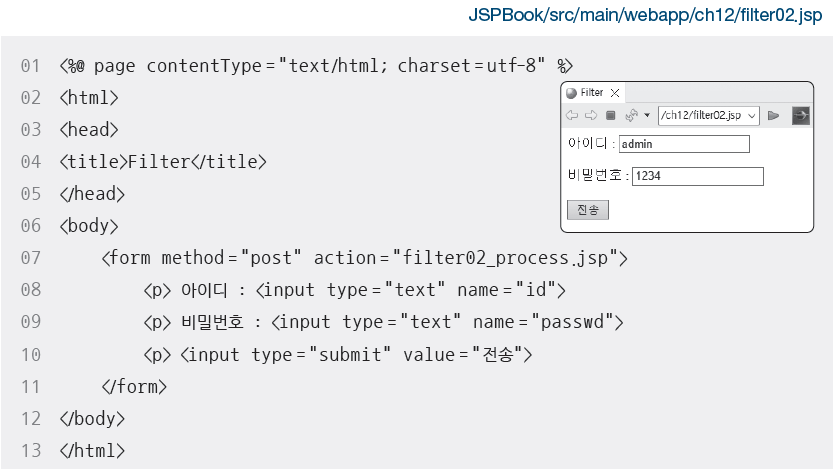 JSPBook/src/main/webapp/ch12/filter02.jsp
01 <%@ page contentType="text/html; charset=utf-8" %>
02 <html>
03 <head>
04 <title>Filter</title>
05 </head>
06 <body>
07 <form method="post" action="filter02_process.jsp">
08 <p> 아이디 : <input type="text" name="id">
09 <p> 비밀번호 : <input type="text" name="passwd">
10 <p> <input type="submit" value="전송">
11 </form>
12 </body>
13 </html>
Filter
/ch12/filter02.jsp
아이디 : admin
비밀번호 : 1234
전송